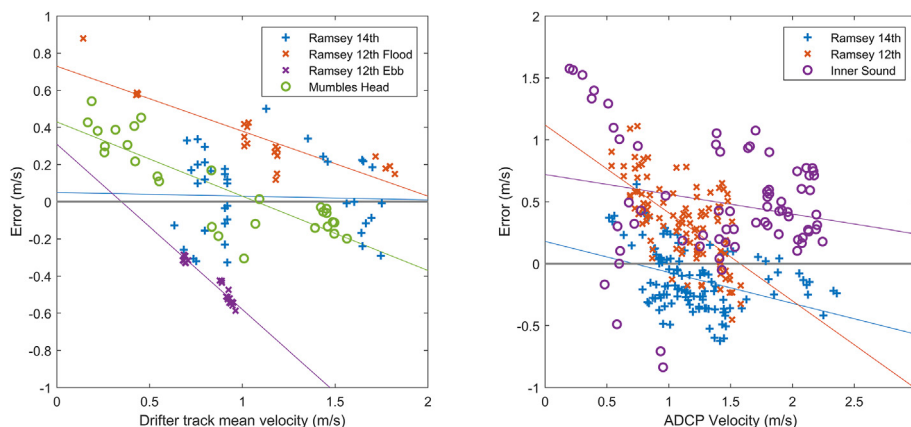 1
0.8
0.6
0.4
0.2
0
-0.2
-0.4
-0.6
-0.8
-1
0
0.5
1
1.5
2
Error (m/s)
Drifter track mean velocity (m/s)
Ramsey 14th
Ramsey 12th Flood
Ramsey 12th Ebb
Mumbles Head
2
1.5
1
0.5
0
-0.5
-1
0
0.5
1
1.5
2
2.5
Error (m/s)
ADCP Velocity (m/s)
Ramsey 14th
Ramsey 12th
Inner Sound